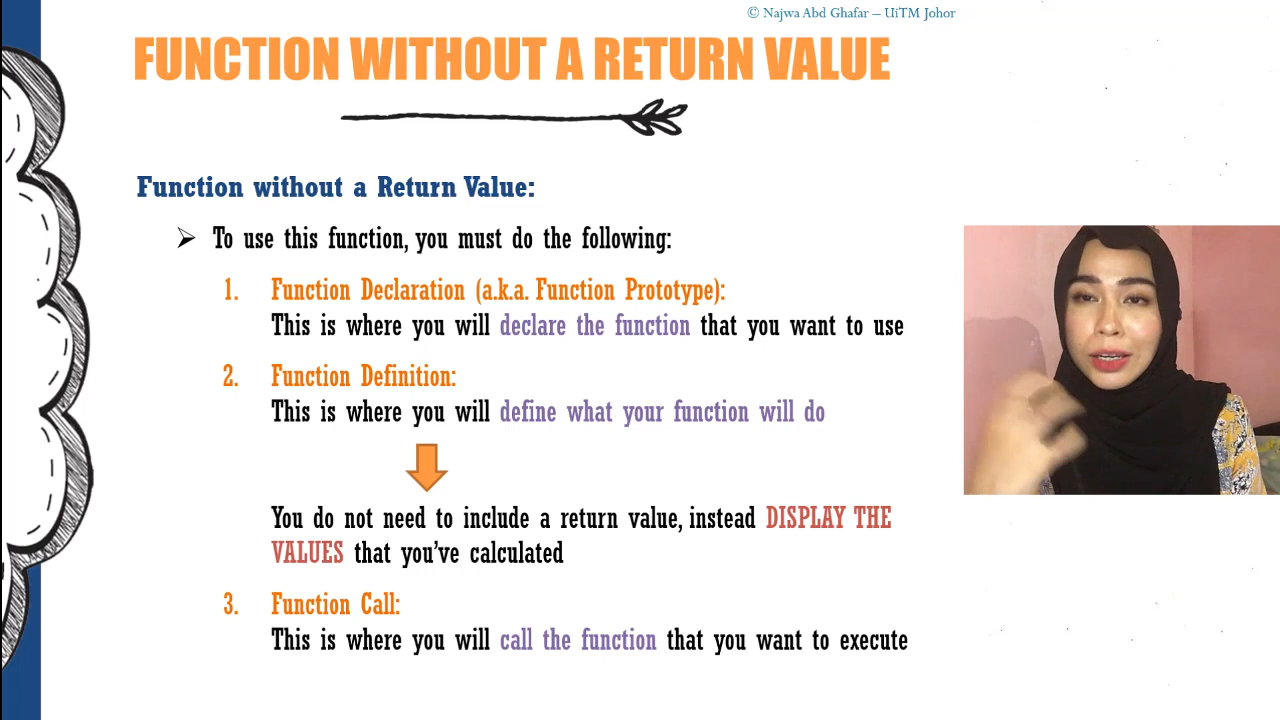 © Najwa Abd Ghafar – UiTM Johor
FUNCTION WITHOUT A RETURN VALUE
Function without a Return Value:
➢ To use this function, you must do the following:
1. Function Declaration (a.k.a. Function Prototype):
This is where you will declare the function that you want to use
2. Function Definition:
This is where you will define what your function will do
You do not need to include a return value, instead DISPLAY THE
VALUES that you’ve calculated
3. Function Call:
This is where you will call the function that you want to execute